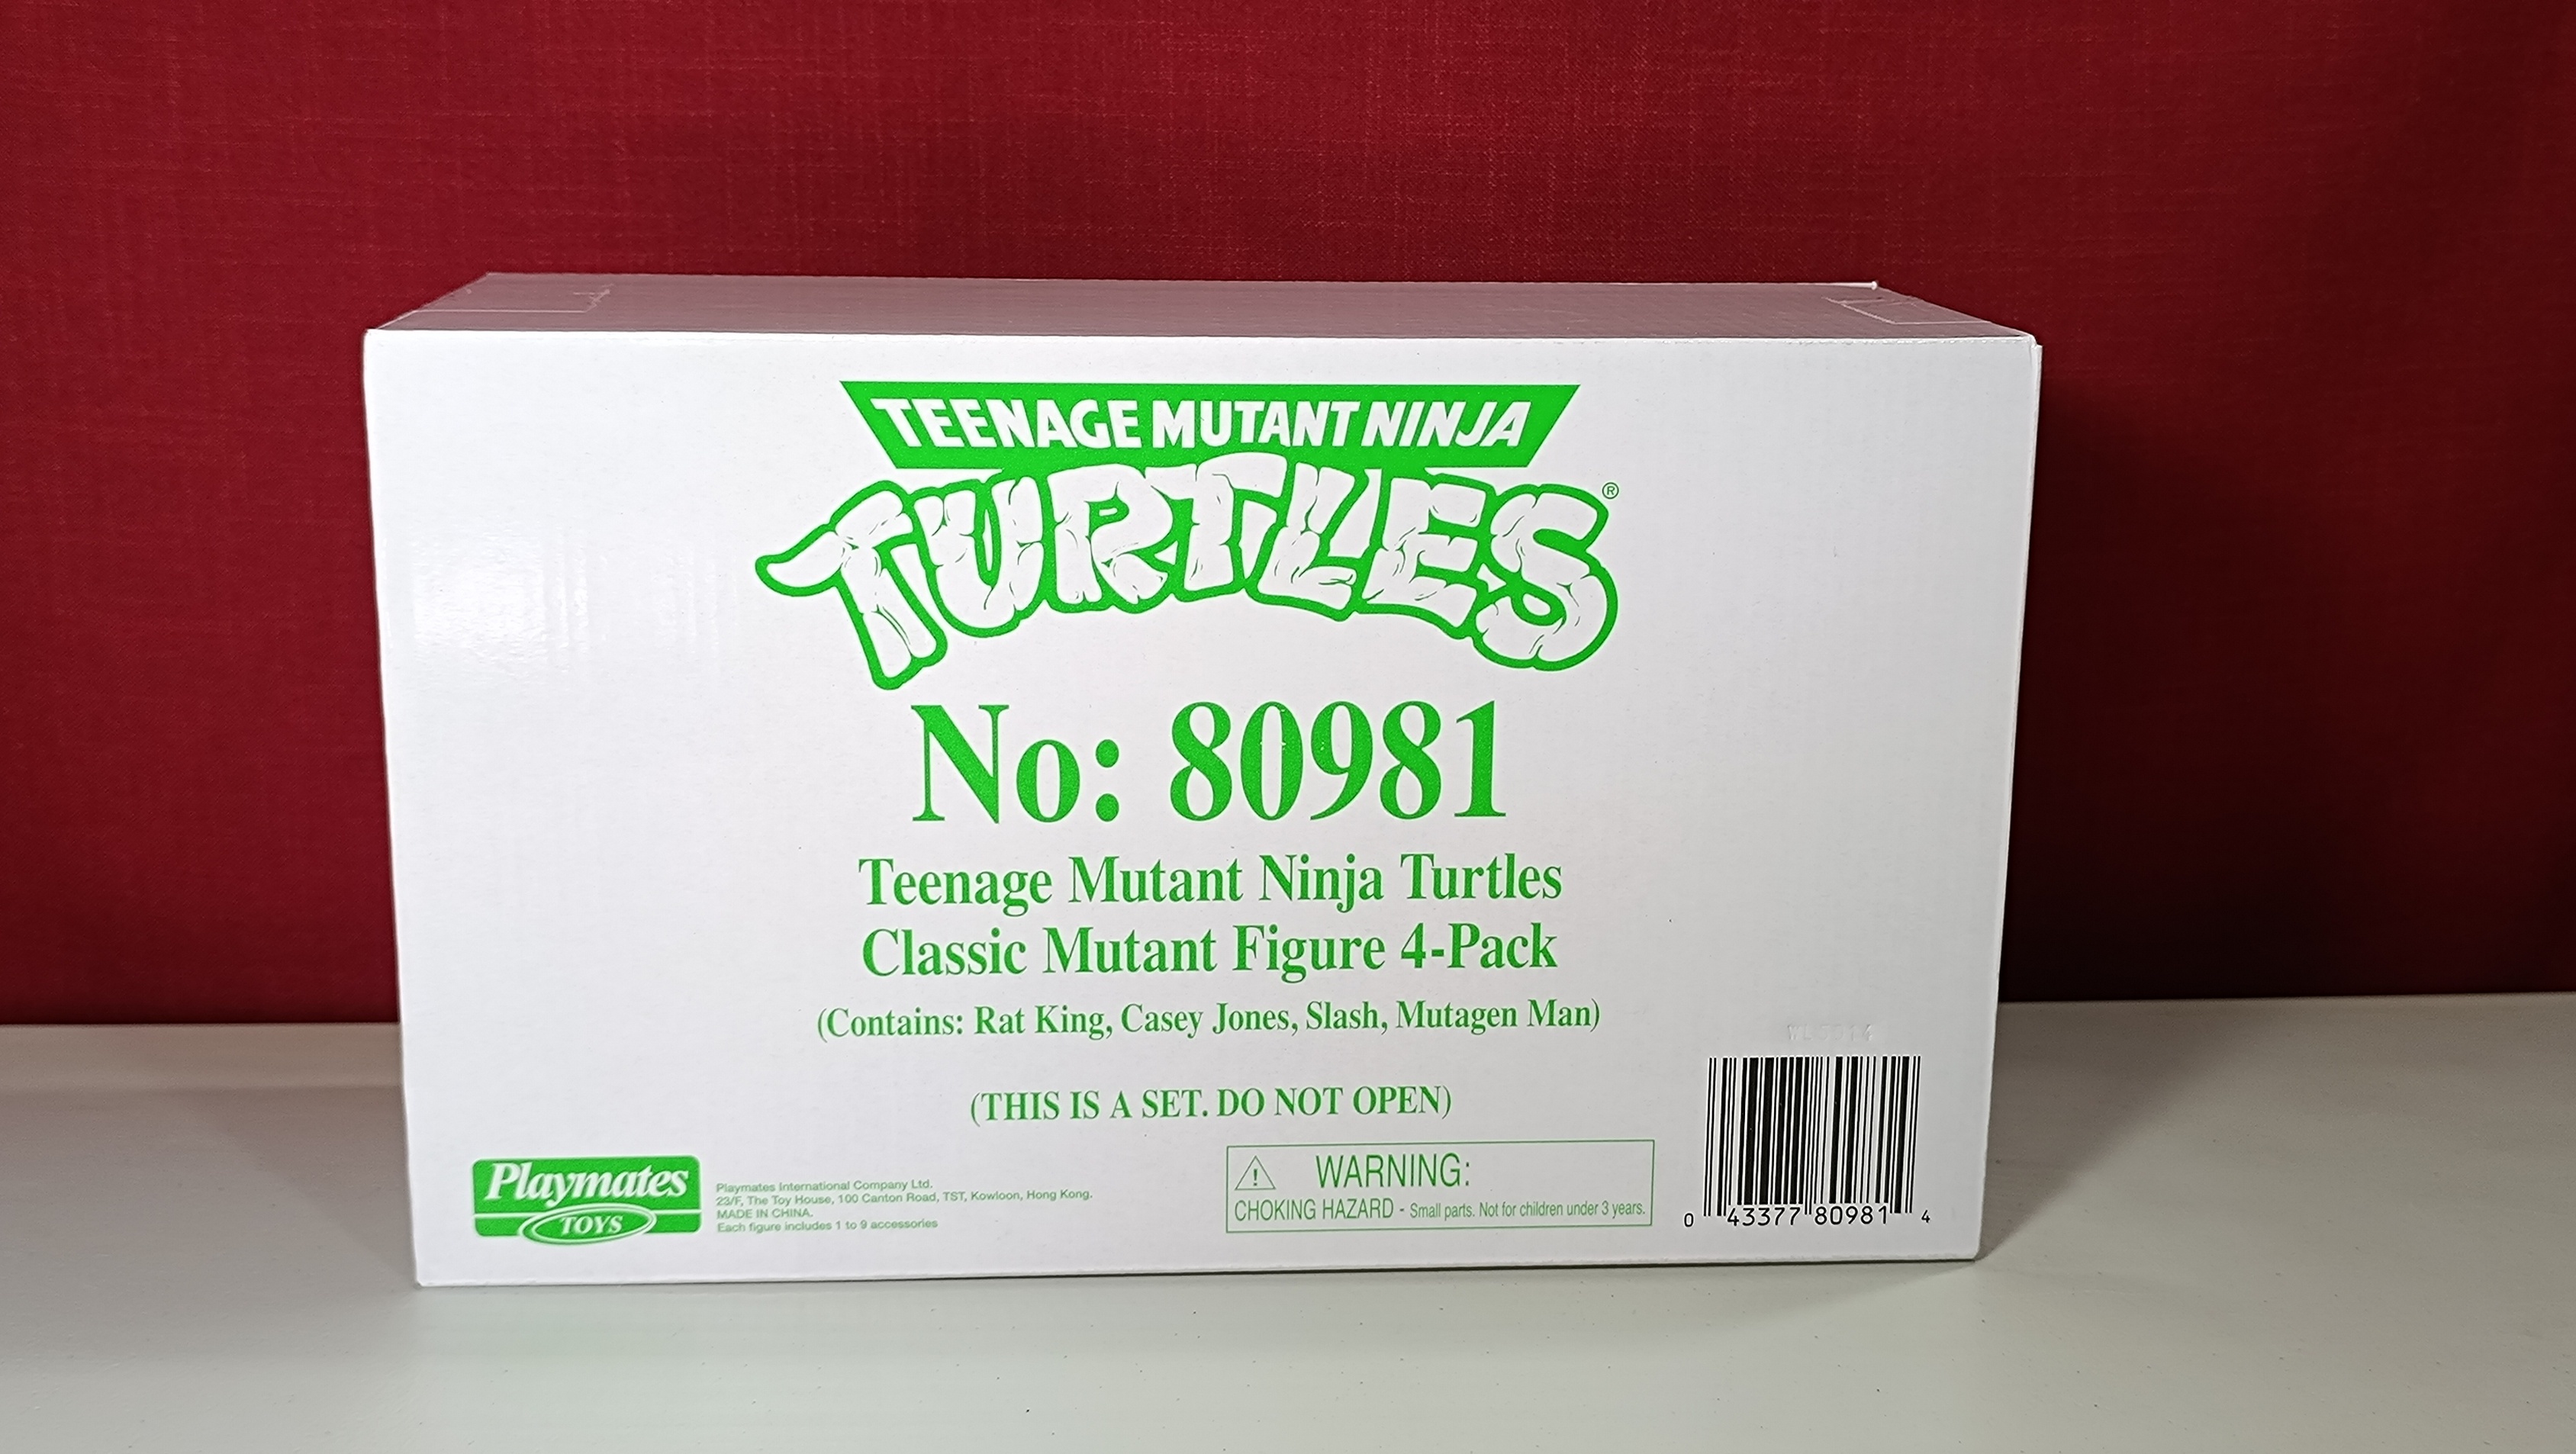 TEENAGE MUTANT NINJA
TURTLES®
No: 80981
Teenage Mutant Ninja Turtles
Classic Mutant Figure 4-Pack
(Contains: Rat King, Casey Jones, Slash, Mutagen Man)
(THIS IS A SET. DO NOT OPEN)
Playmates
TOYS
Playmates International Company Ltd.
23/F, The Toy House, 100 Canton Road, TST, Kowloon, Hong Kong.
MADE IN CHINA.
Each figure includes 1 to 9 accessories
WARNING:
CHOKING HAZARD - Small parts. Not for children under 3 years.
0 43377 80981 4